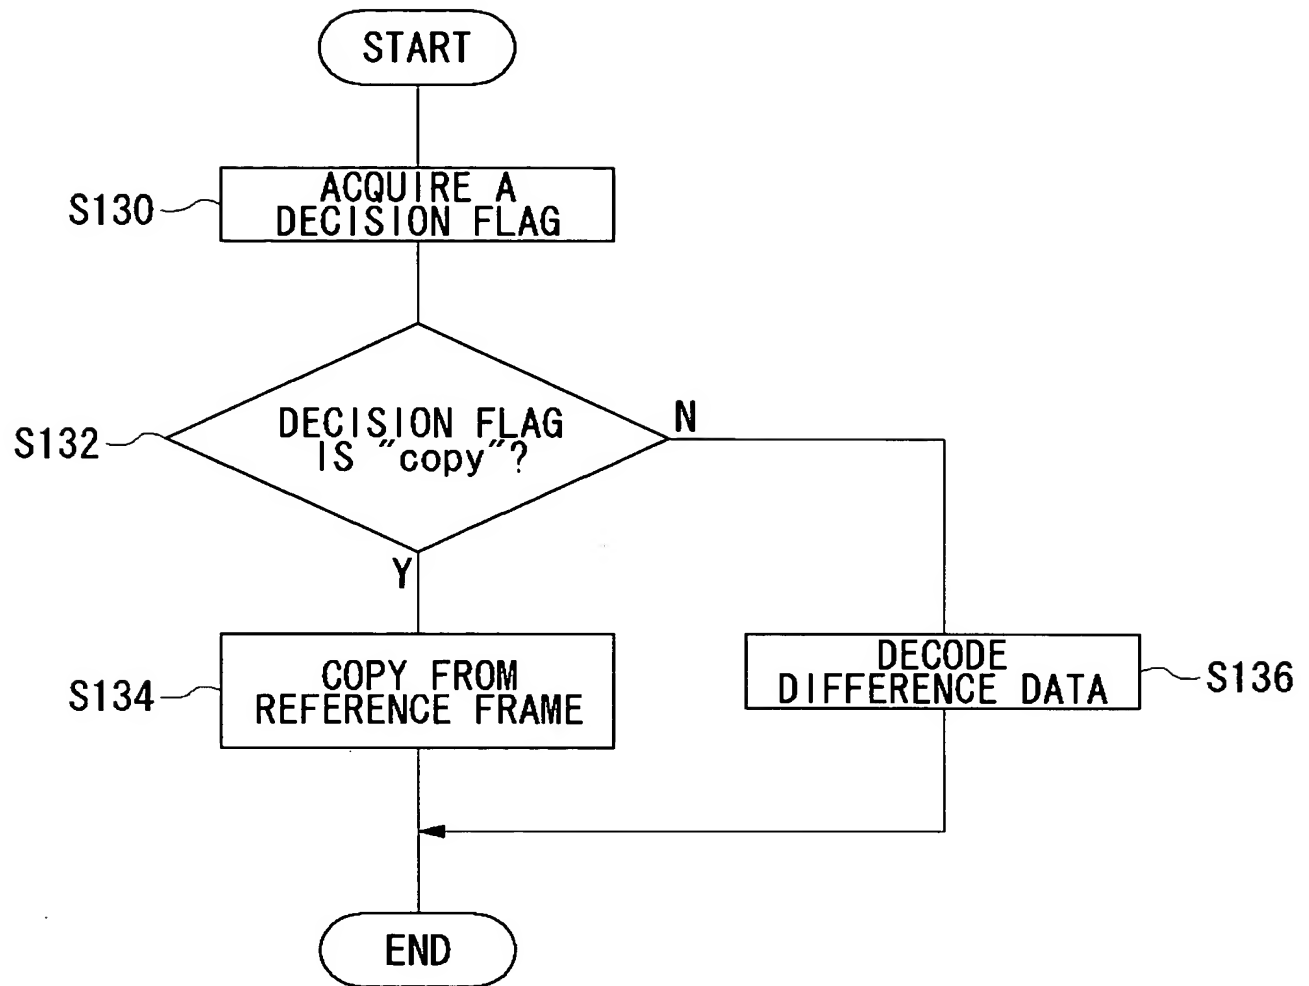 START
S130
ACQUIRE A
DECISION FLAG
S132
DECISION FLAG
IS "copy"?
N
Y
S134
COPY FROM
REFERENCE FRAME
DECODE
DIFFERENCE DATA
S136
END